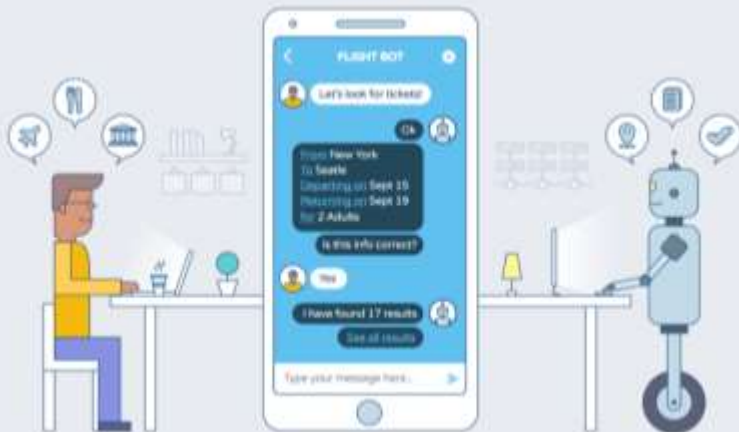 FLIGHT BOT
Let's look for tickets!
Ok
From New York
To Seatle
Departing on Sept 15
Returning on Sept 19
for 2 Adults
Is this info correct?
Yes
I have found 17 results
See all results
Type your message here..